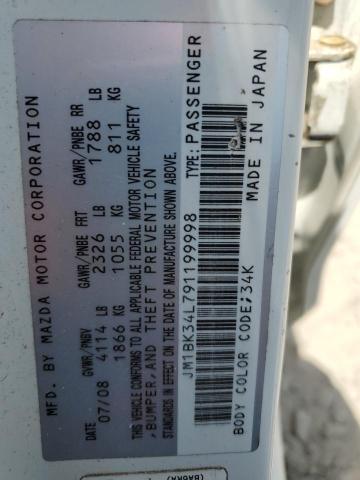 MFD. BY MAZDA MOTOR CORPORATION
GVWR/PNBV GAWR/PNBE FRT GAWR/PNBE RR
07/08 4114 LB 2326 LB 1788 LB
1866 KG 1055 KG 811 KG
THIS VEHICLE CONFORMS TO ALL APPLICABLE FEDERAL MOTOR VEHICLE SAFETY
,BUMPER,AND THEFT PREVENTION
STANDARDS IN EFFECT ON THE DATE OF MANUFACTURE SHOWN ABOVE.
JM1BK34L791199998 TYPE:PASSENGER
BODY COLOR CODE;34K MADE IN JAPAN